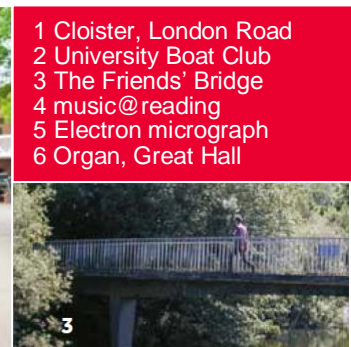 1 Cloister, London Road
2 University Boat Club
3 The Friends' Bridge
4 music@reading
5 Electron micrograph
6 Organ, Great Hall
3